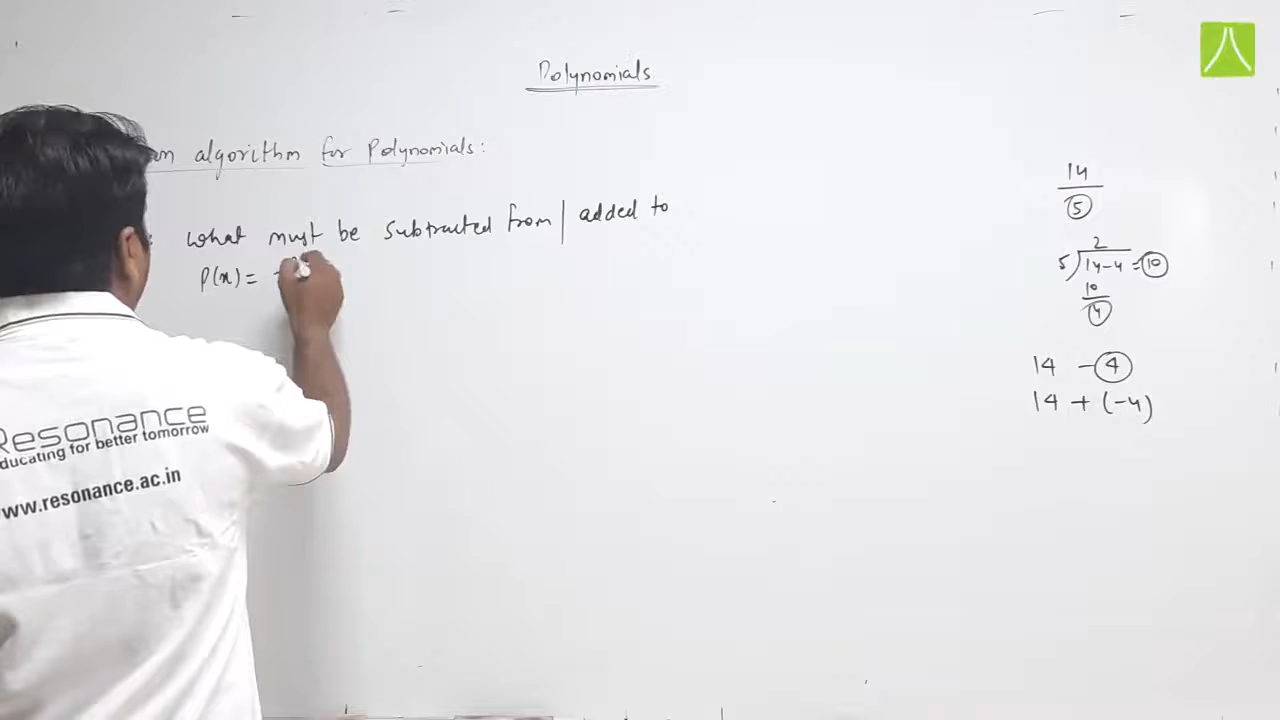 Polynomials
algorithm for Polynomials:
what must be subtracted from | added to
P(x) =
14
5
2
5) 14-4 = 10
10
4
14 - 4
14 + (-4)
Resonance
ducating for better tomorrow
www.resonance.ac.in